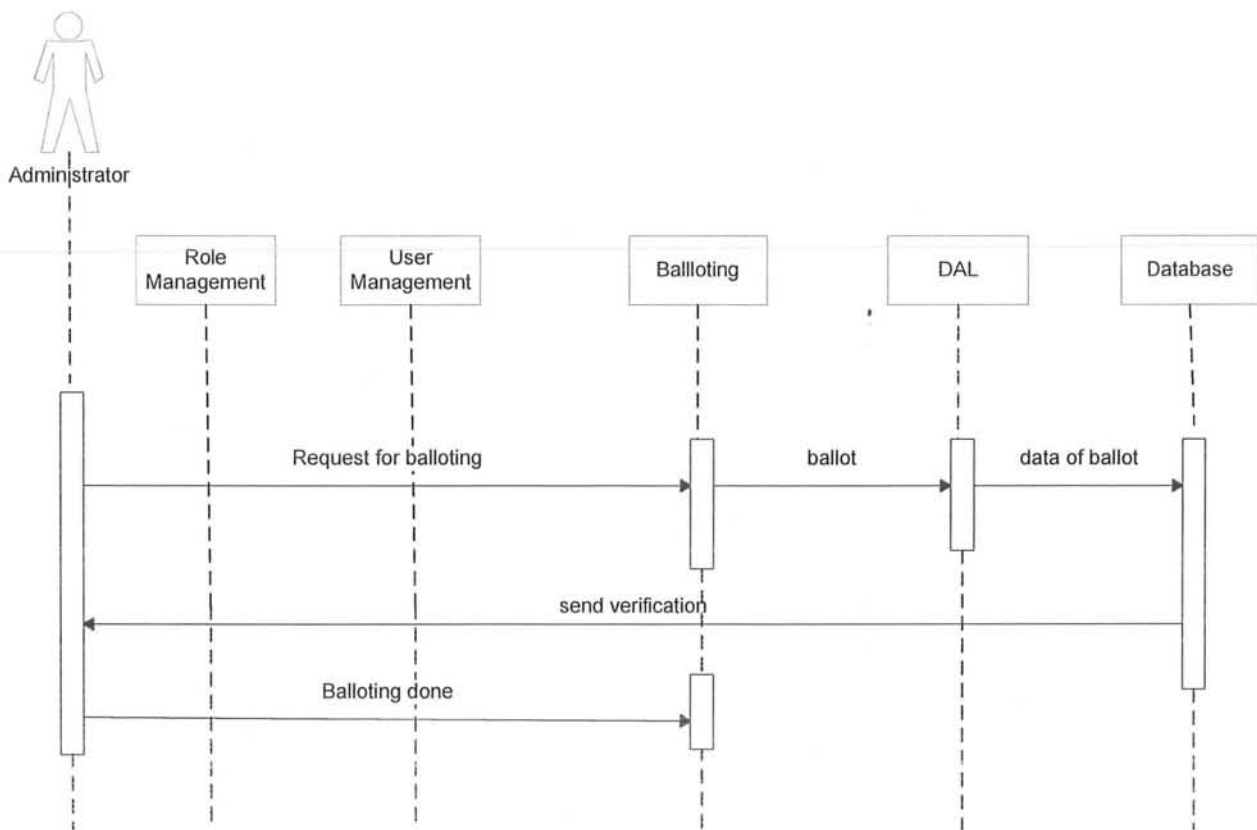 Administrator
Role
Management
User
Management
Ballloting
DAL
Database
Request for balloting
ballot
data of ballot
send verification
Balloting done